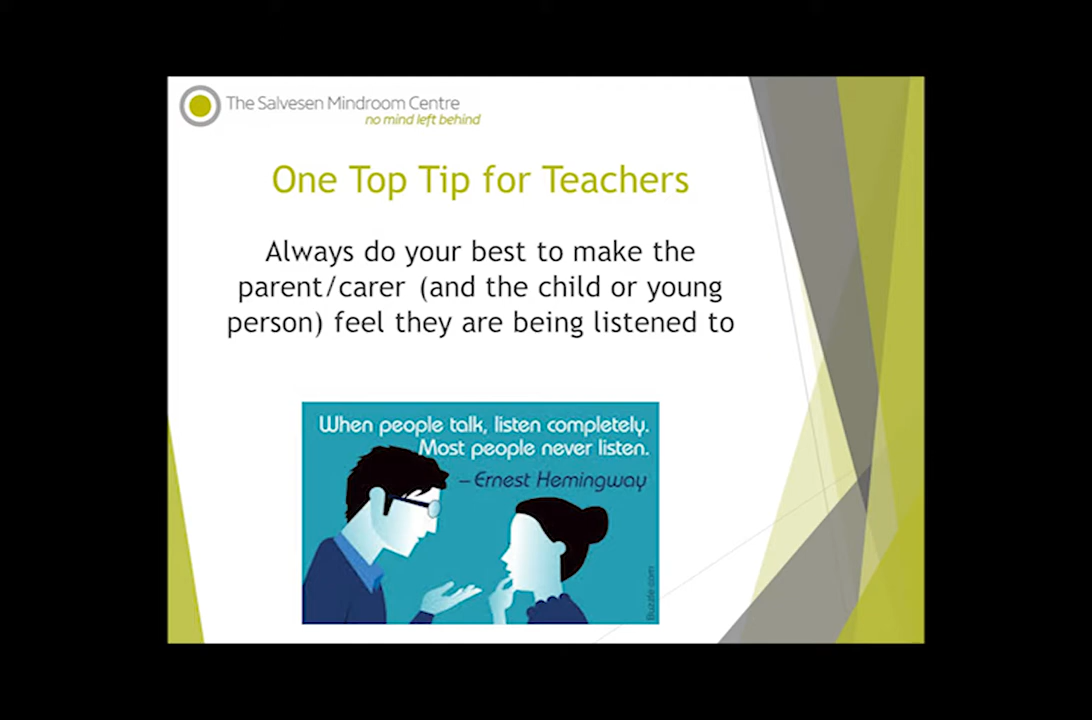 The Salvesen Mindroom Centre
no mind left behind
One Top Tip for Teachers
Always do your best to make the
parent/carer (and the child or young
person) feel they are being listened to
When people talk, listen completely.
Most people never listen.
– Ernest Hemingway
Buzzle.com